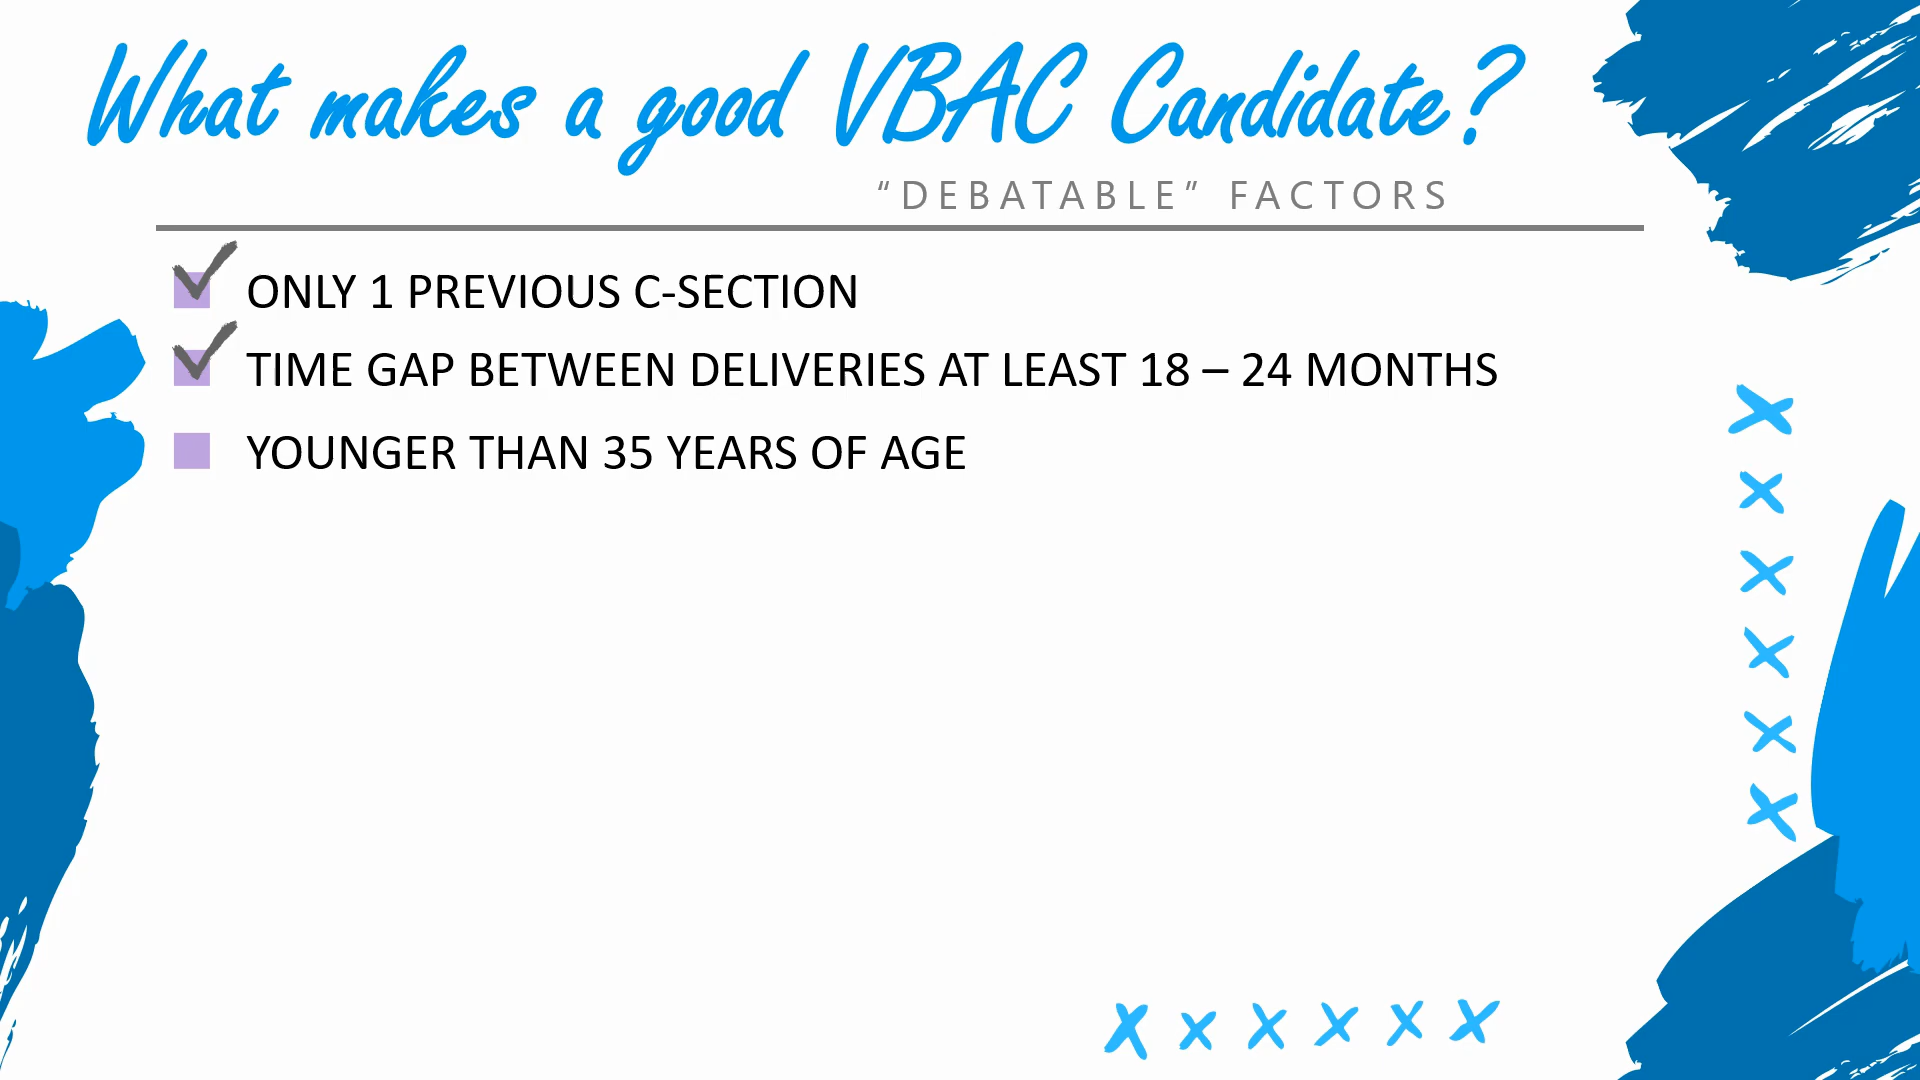 What makes a good VBAC Candidate?
“DEBATABLE” FACTORS
ONLY 1 PREVIOUS C-SECTION
TIME GAP BETWEEN DELIVERIES AT LEAST 18 – 24 MONTHS
YOUNGER THAN 35 YEARS OF AGE